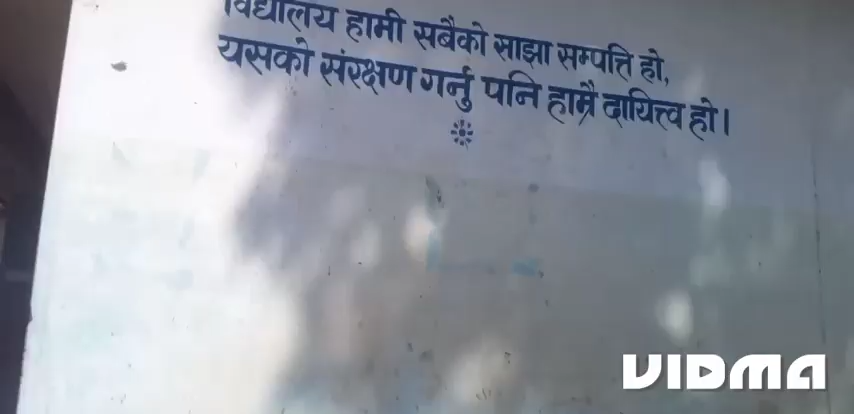 विद्यालय हामी सबैको साझा सम्पत्ति हो,
यसको संरक्षण गर्नु पनि हाम्रै दायित्त्व हो।
VIDMA